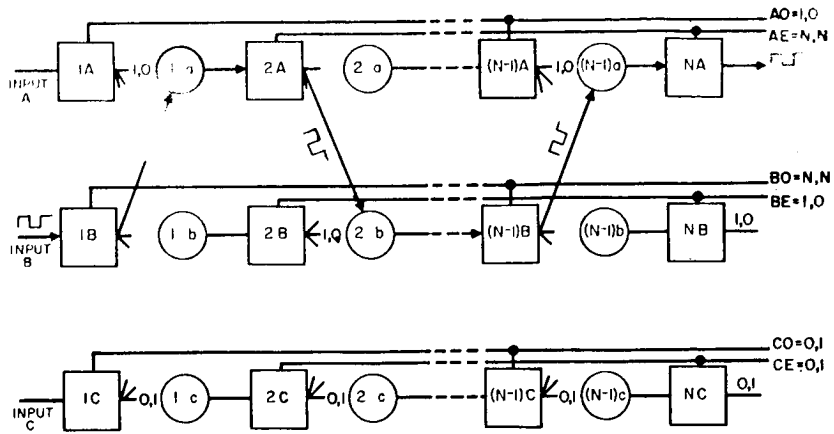 AO=1,0
AE=N,N
1A 1,0 1 a 2A 2 a (N-1)A 1,0 (N-1)a NA
INPUT A
BO=N,N
BE=1,0
1B 1 b 2B 1,0 2 b (N-1)B (N-1)b NB 1,0
INPUT B
CO=0,1
CE=0,1
1C 0,1 1 c 2C 0,1 2 c (N-1)C 0,1 (N-1)c NC 0,1
INPUT C